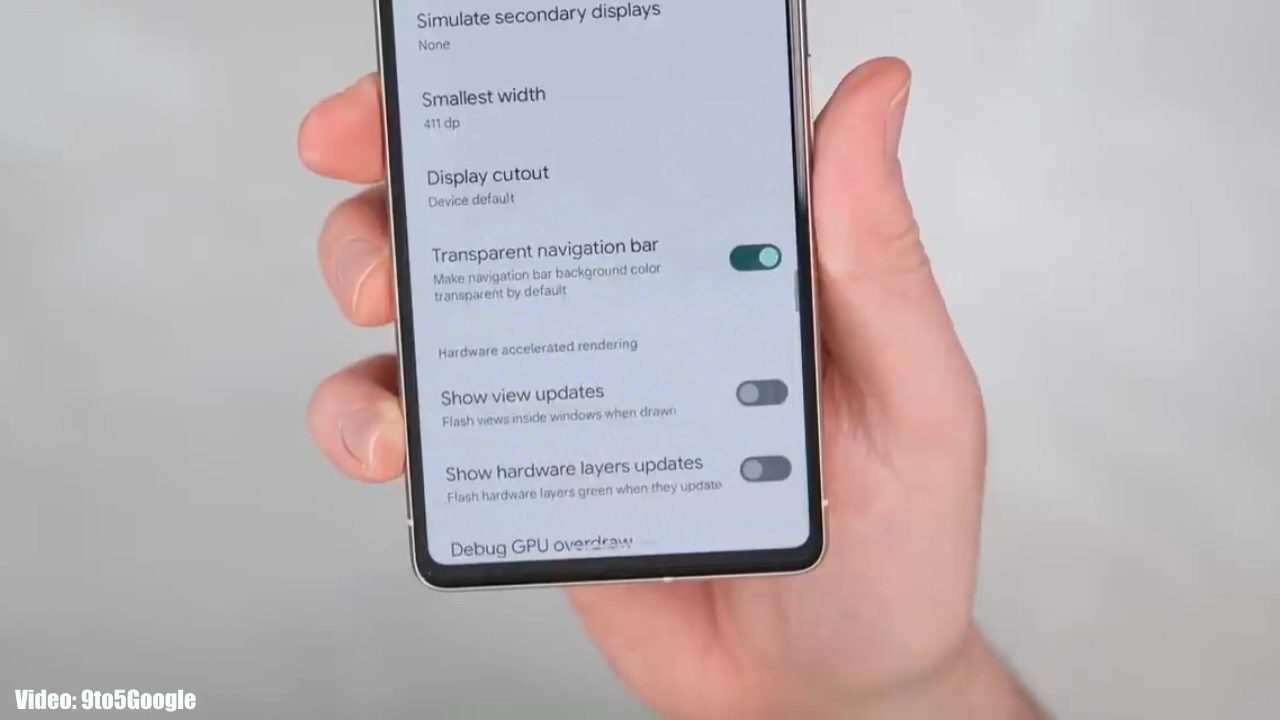 Simulate secondary displays
None
Smallest width
411 dp
Display cutout
Device default
Transparent navigation bar
Make navigation bar background color
transparent by default
Hardware accelerated rendering
Show view updates
Flash views inside windows when drawn
Show hardware layers updates
Flash hardware layers green when they update
Debug GPU overdraw
Video: 9to5Google